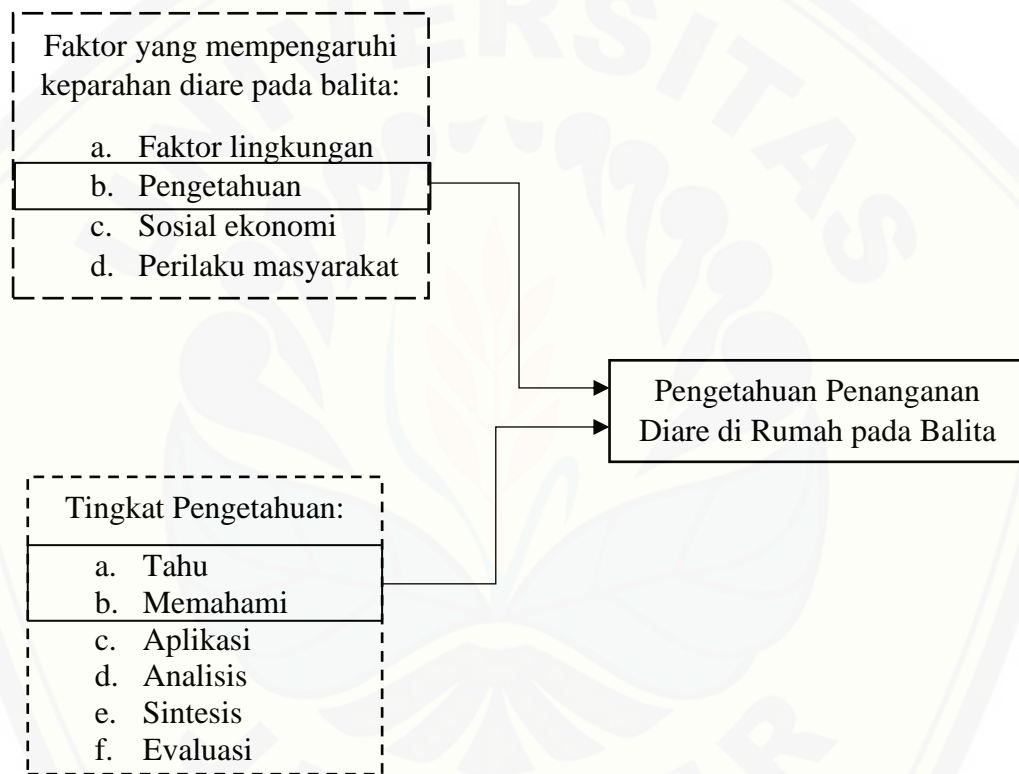 Faktor yang mempengaruhi
keparahan diare pada balita:
a. Faktor lingkungan
b. Pengetahuan
c. Sosial ekonomi
d. Perilaku masyarakat
Pengetahuan Penanganan
Diare di Rumah pada Balita
Tingkat Pengetahuan:
a. Tahu
b. Memahami
c. Aplikasi
d. Analisis
e. Sintesis
f. Evaluasi
UNIVERSITAS